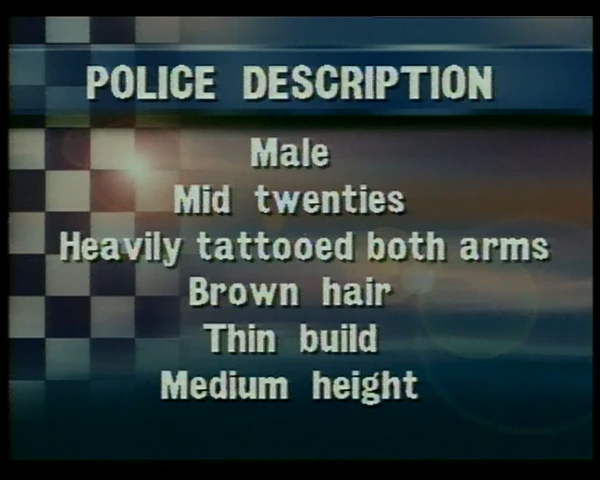 POLICE DESCRIPTION
Male
Mid twenties
Heavily tattooed both arms
Brown hair
Thin build
Medium height